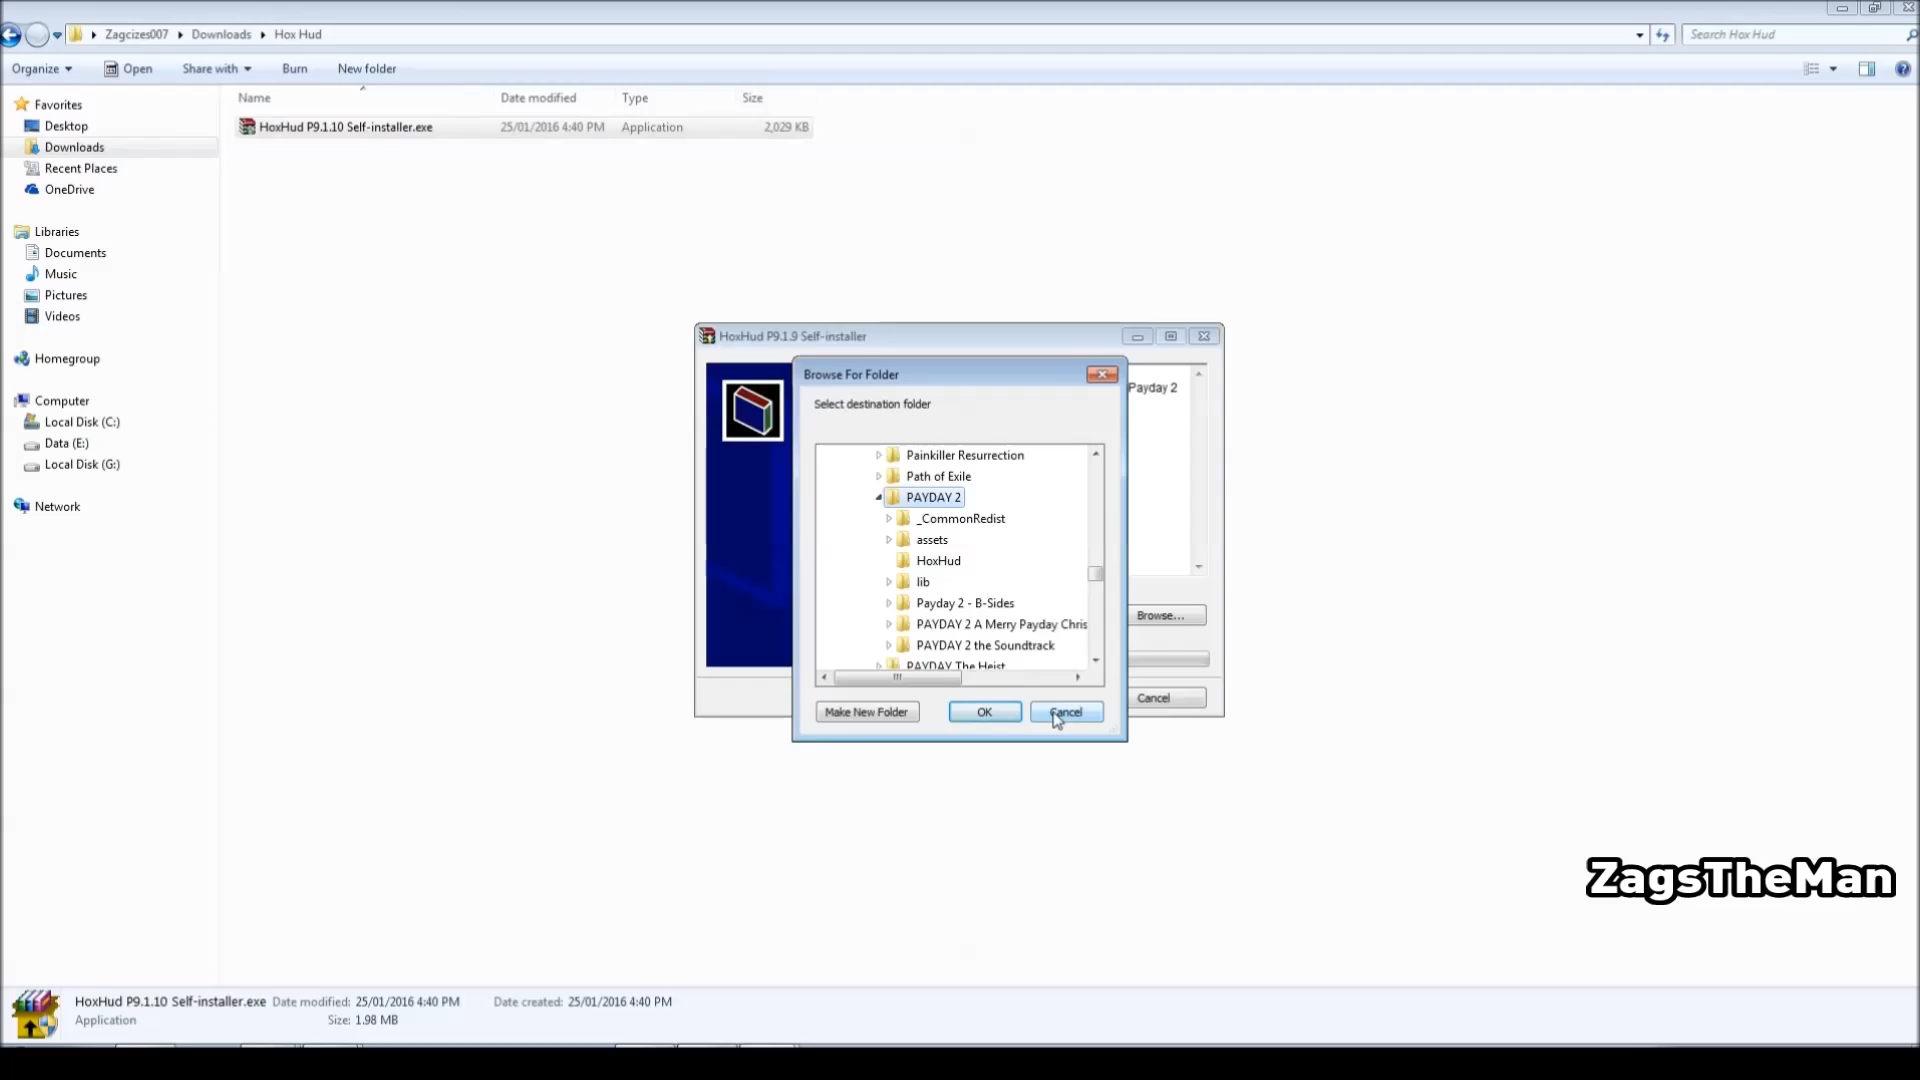 Zagcizes007 Downloads Hox Hud
Search Hox Hud
Organize Open Share with Burn New folder
Name Date modified Type Size
HoxHud P9.1.10 Self-installer.exe 25/01/2016 4:40 PM Application 2,029 KB
Favorites
Desktop
Downloads
Recent Places
OneDrive
Libraries
Documents
Music
Pictures
Videos
Homegroup
Computer
Local Disk (C:)
Data (E:)
Local Disk (G:)
Network
HoxHud P9.1.9 Self-installer
Payday 2
Browse...
Cancel
Browse For Folder
Select destination folder
Painkiller Resurrection
Path of Exile
PAYDAY 2
_CommonRedist
assets
HoxHud
lib
Payday 2 - B-Sides
PAYDAY 2 A Merry Payday Chris
PAYDAY 2 the Soundtrack
PAYDAY The Heist
Make New Folder OK Cancel
ZagsTheMan
HoxHud P9.1.10 Self-installer.exe Date modified: 25/01/2016 4:40 PM Date created: 25/01/2016 4:40 PM
Application Size: 1.98 MB